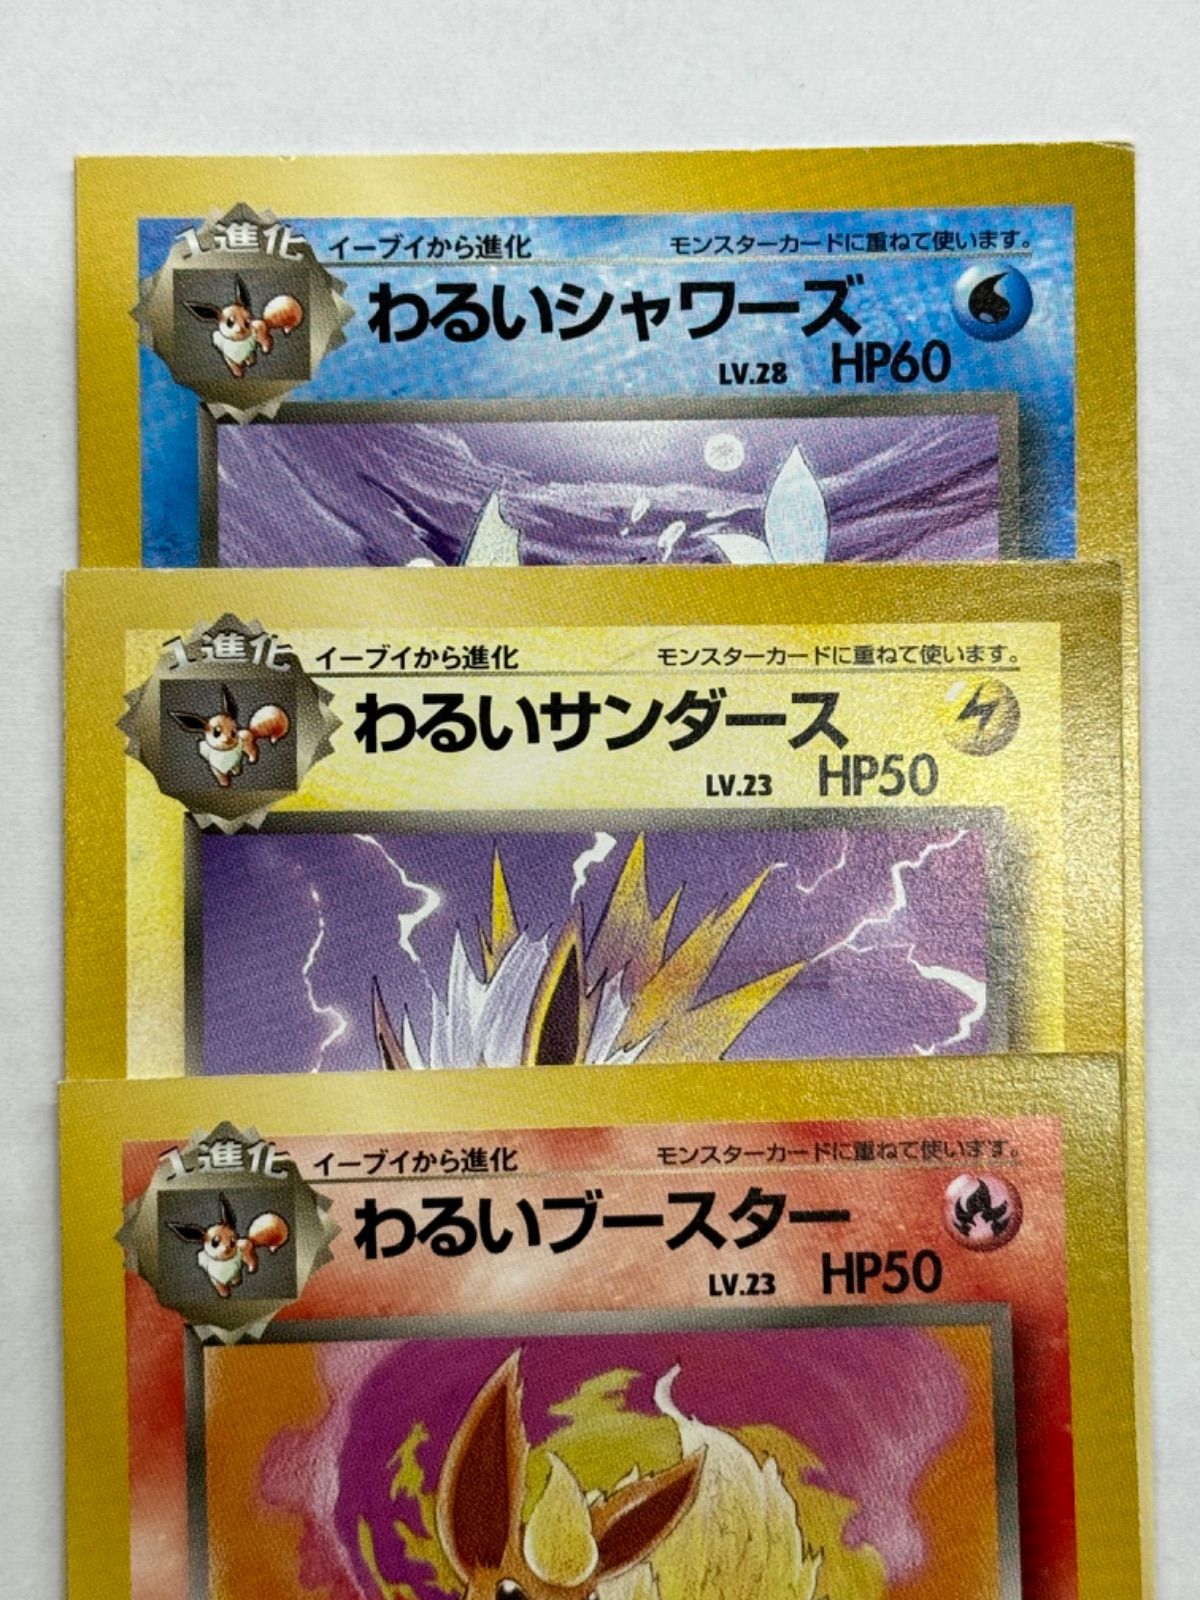 1進化
イーブイから進化
モンスターカードに重ねて使います。
わるいシャワーズ
LV.28 HP60
1進化
イーブイから進化
モンスターカードに重ねて使います。
わるいサンダース
LV.23 HP50
1進化
イーブイから進化
モンスターカードに重ねて使います。
わるいブースター
LV.23 HP50